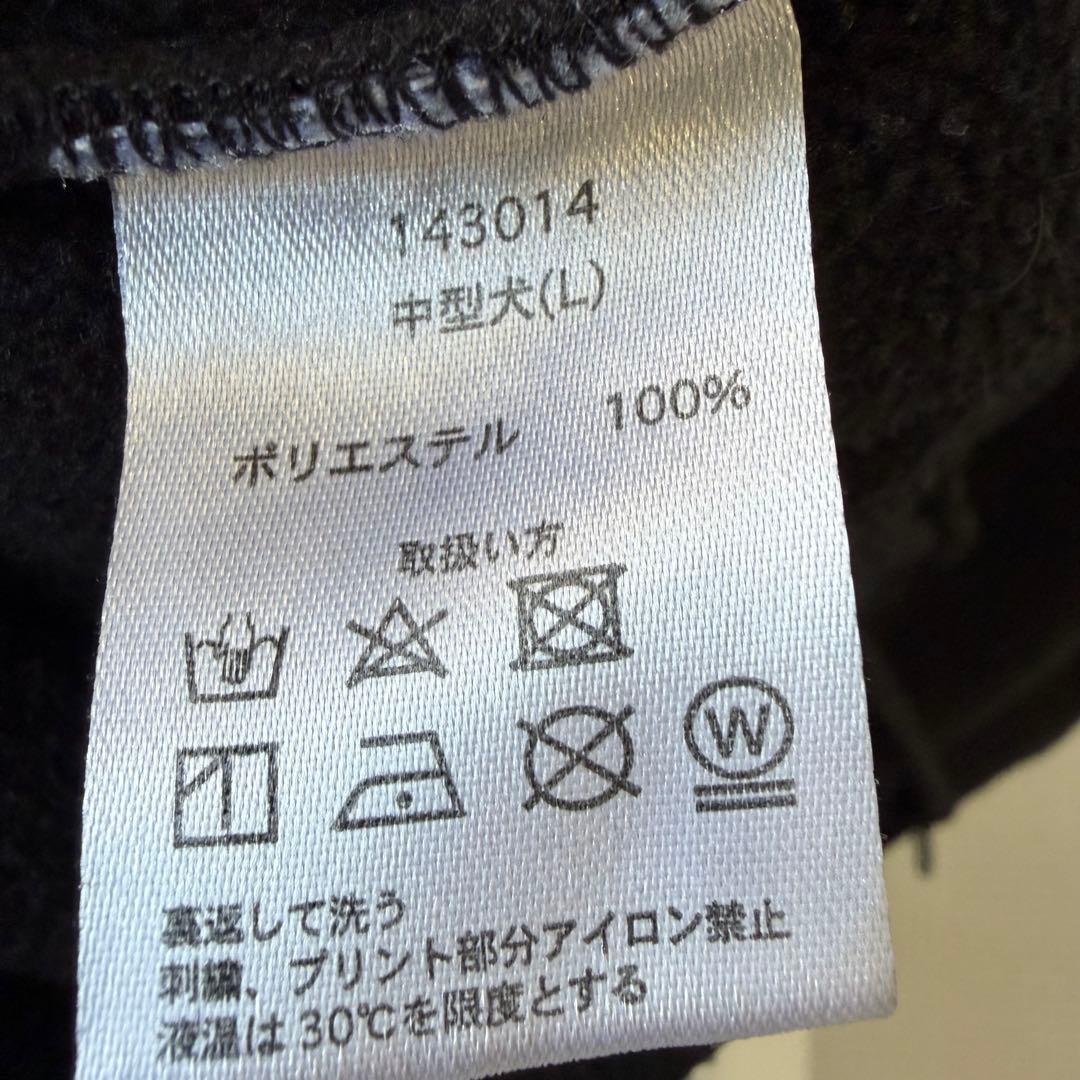 143014
中型犬(L)
ポリエステル 100%
取扱い方
W
裏返して洗う
刺繍、プリント部分アイロン禁止
液温は30℃を限度とする